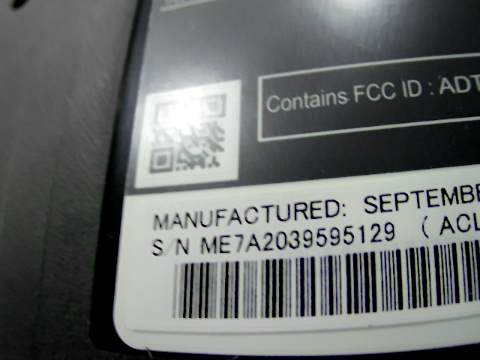 Contains FCC ID : ADT
MANUFACTURED: SEPTEMBE
S/N ME7A2039595129 ( ACL